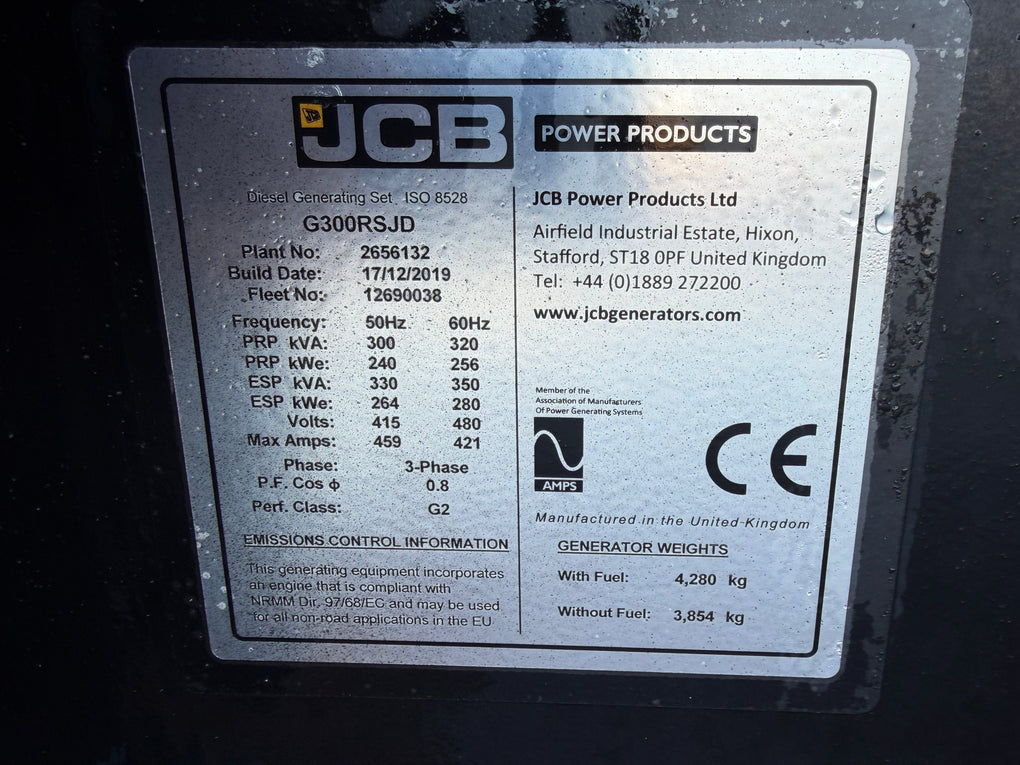 JCB POWER PRODUCTS
Diesel Generating Set ISO 8528
G300RSJD
Plant No: 2656132
Build Date: 17/12/2019
Fleet No: 12690038
Frequency: 50Hz 60Hz
PRP kVA: 300 320
PRP kWe: 240 256
ESP kVA: 330 350
ESP kWe: 264 280
Volts: 415 480
Max Amps: 459 421
Phase: 3-Phase
P.F. Cos ϕ 0.8
Perf. Class: G2
EMISSIONS CONTROL INFORMATION
This generating equipment incorporates
an engine that is compliant with
NRMM Dir, 97/68/EC and may be used
for all non-road applications in the EU
JCB Power Products Ltd
Airfield Industrial Estate, Hixon,
Stafford, ST18 0PF United Kingdom
Tel: +44 (0)1889 272200
www.jcbgenerators.com
Member of the
Association of Manufacturers
Of Power Generating Systems
AMPS
CE
Manufactured in the United Kingdom
GENERATOR WEIGHTS
With Fuel: 4,280 kg
Without Fuel: 3,854 kg